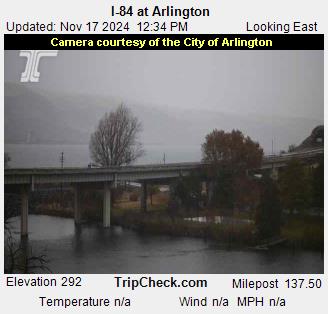 I-84 at Arlington
Updated: Nov 17 2024 12:34 PM Looking East
Camera courtesy of the City of Arlington
Elevation 292 TripCheck.com Milepost 137.50
Temperature n/a Wind n/a MPH n/a